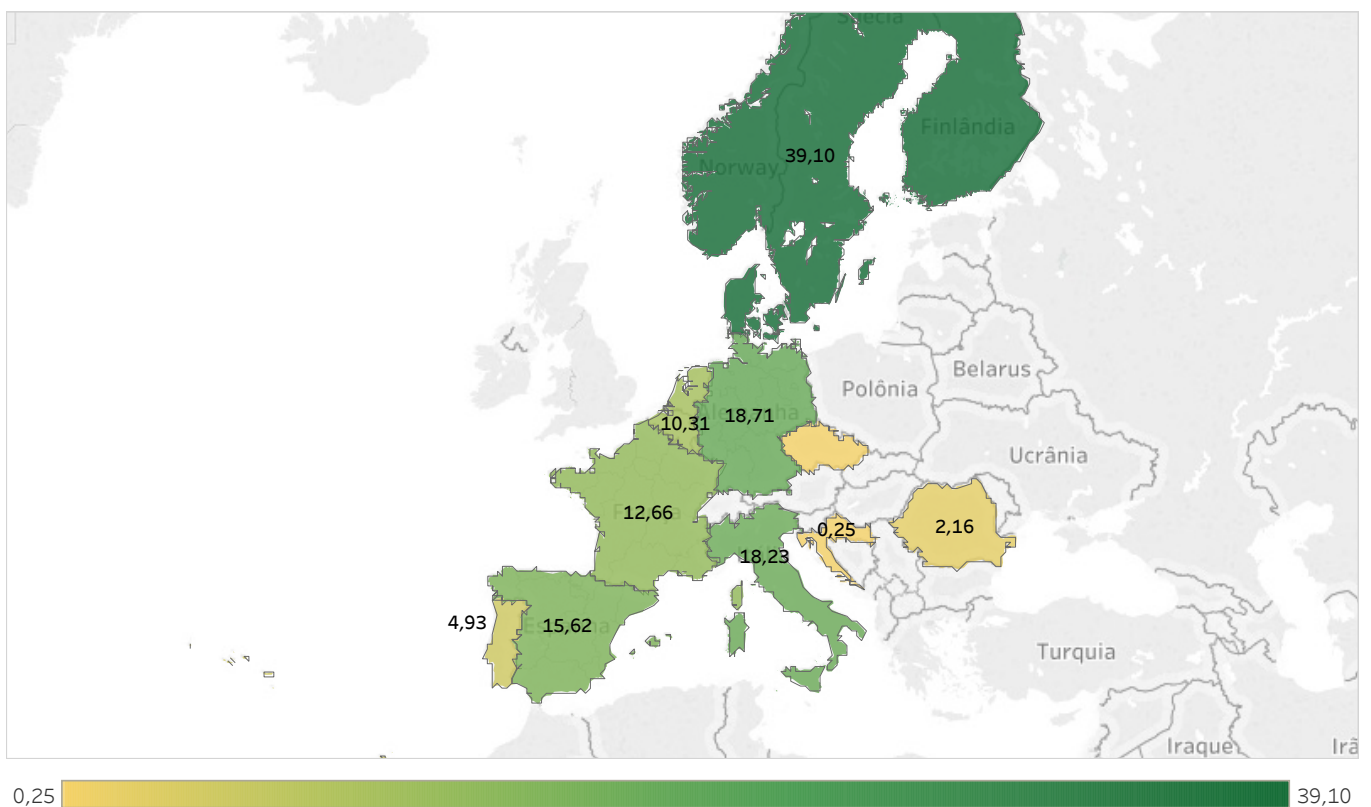 Suécia
Finlândia
39,10
Norway
Belarus
Polônia
18,71
10,31
Ucrânia
12,66
0,25
2,16
18,23
4,93
15,62
Turquia
Iraque
Irã
0,25
39,10